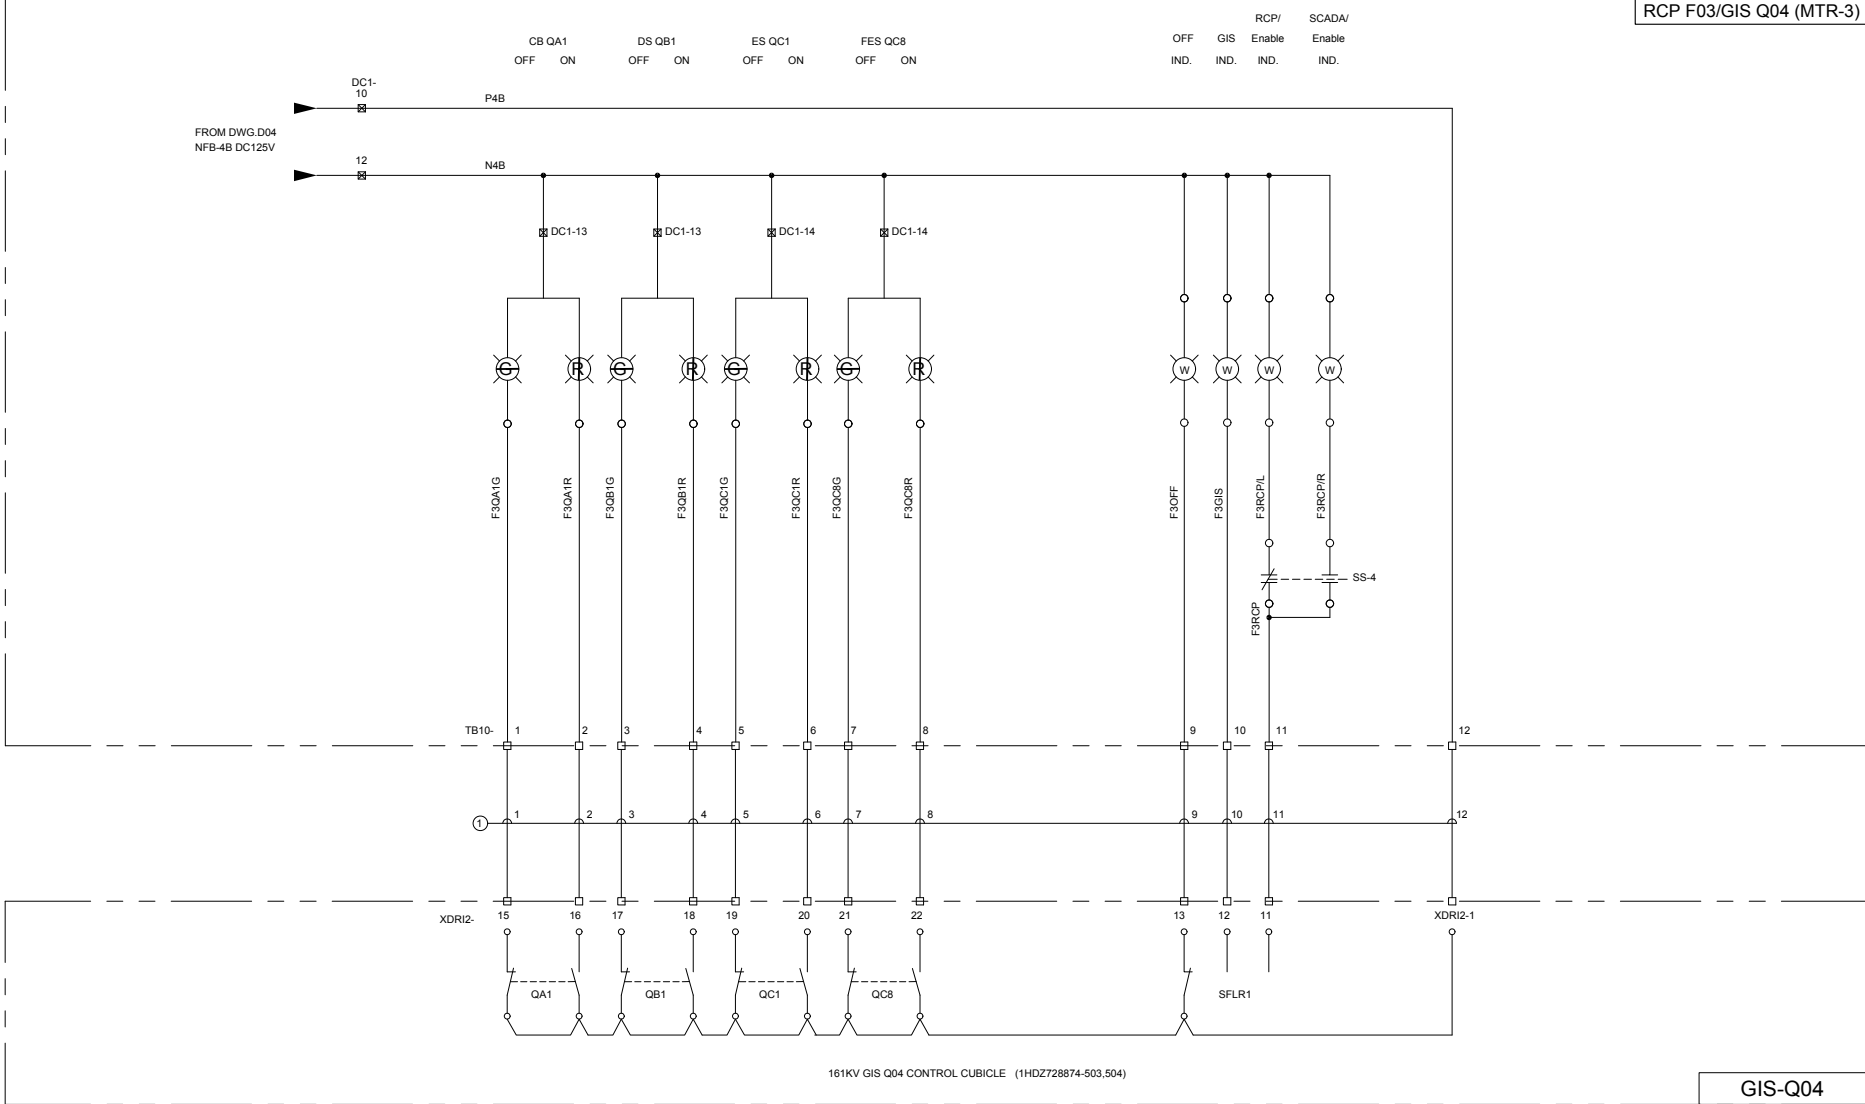 RCP F03/GIS Q04 (MTR-3)
RCP/ SCADA/
CB QA1 DS QB1 ES QC1 FES QC8 OFF GIS Enable Enable
OFF ON OFF ON OFF ON OFF ON IND. IND. IND. IND.
DC1-
10
P4B
FROM DWG.D04
NFB-4B DC125V
12
N4B
DC1-13 DC1-13 DC1-14 DC1-14
G R G R G R G R W W W W
F3QA1G F3QA1R F3QB1G F3QB1R F3QC1G F3QC1R F3QC8G F3QC8R F3OFF F3GIS F3RCP/L F3RCP/R
SS-4
F3RCP
TB10- 1 2 3 4 5 6 7 8 9 10 11 12
1 1 2 3 4 5 6 7 8 9 10 11 12
XDRI2- 15 16 17 18 19 20 21 22 13 12 11 XDRI2-1
QA1 QB1 QC1 QC8 SFLR1
161KV GIS Q04 CONTROL CUBICLE (1HDZ728874-503,504)
GIS-Q04